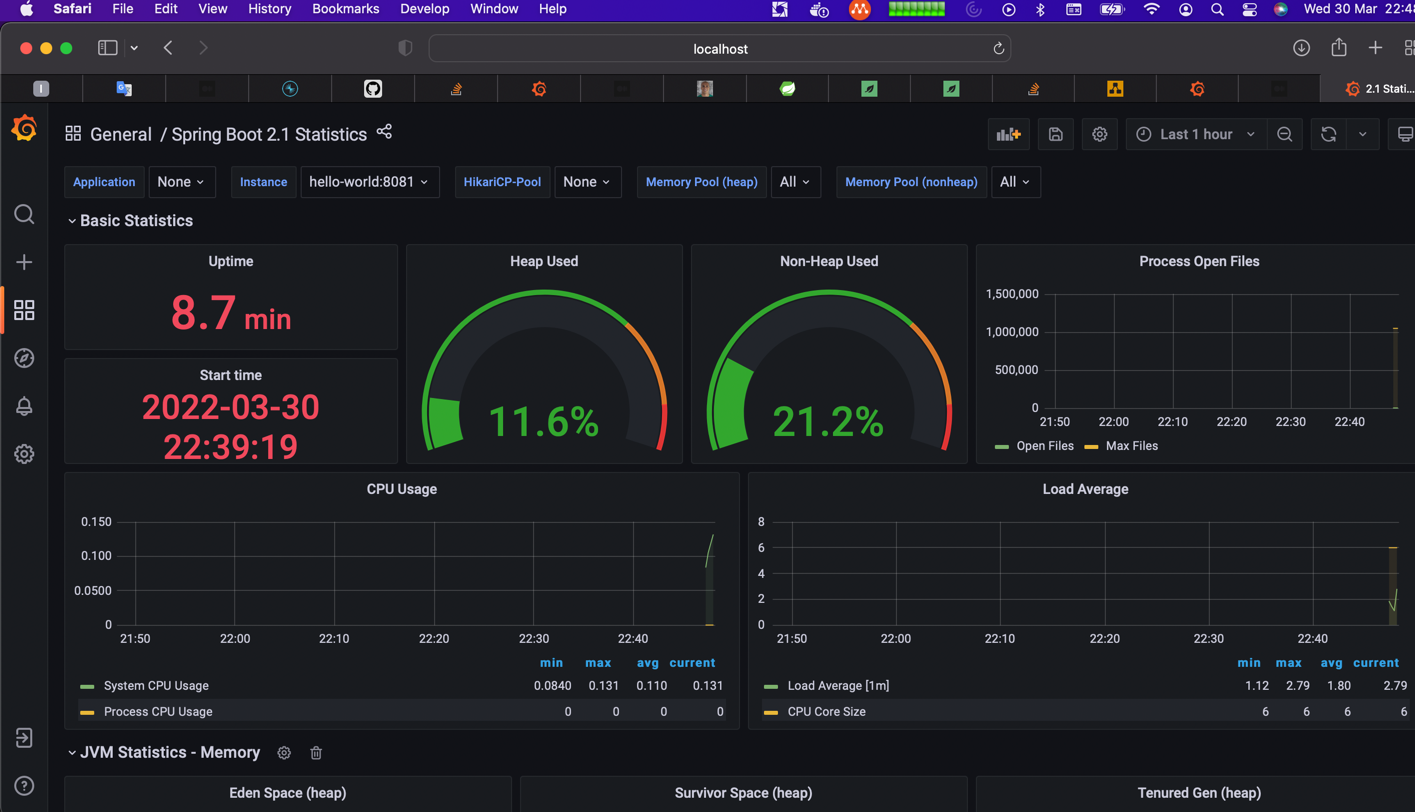 Safari File Edit View History Bookmarks Develop Window Help Wed 30 Mar 22:48
localhost
2.1 Stati...
General / Spring Boot 2.1 Statistics
Last 1 hour
Application None Instance hello-world:8081 HikariCP-Pool None Memory Pool (heap) All Memory Pool (nonheap) All
Basic Statistics
Uptime
8.7 min
Start time
2022-03-30
22:39:19
Heap Used
11.6%
Non-Heap Used
21.2%
Process Open Files
1,500,000
1,000,000
500,000
0
21:50 22:00 22:10 22:20 22:30 22:40
Open Files Max Files
CPU Usage
0.150
0.100
0.0500
0
21:50 22:00 22:10 22:20 22:30 22:40
min max avg current
System CPU Usage 0.0840 0.131 0.110 0.131
Process CPU Usage 0 0 0 0
Load Average
8
6
4
2
0
21:50 22:00 22:10 22:20 22:30 22:40
min max avg current
Load Average [1m] 1.12 2.79 1.80 2.79
CPU Core Size 6 6 6 6
JVM Statistics - Memory
Eden Space (heap) Survivor Space (heap) Tenured Gen (heap)